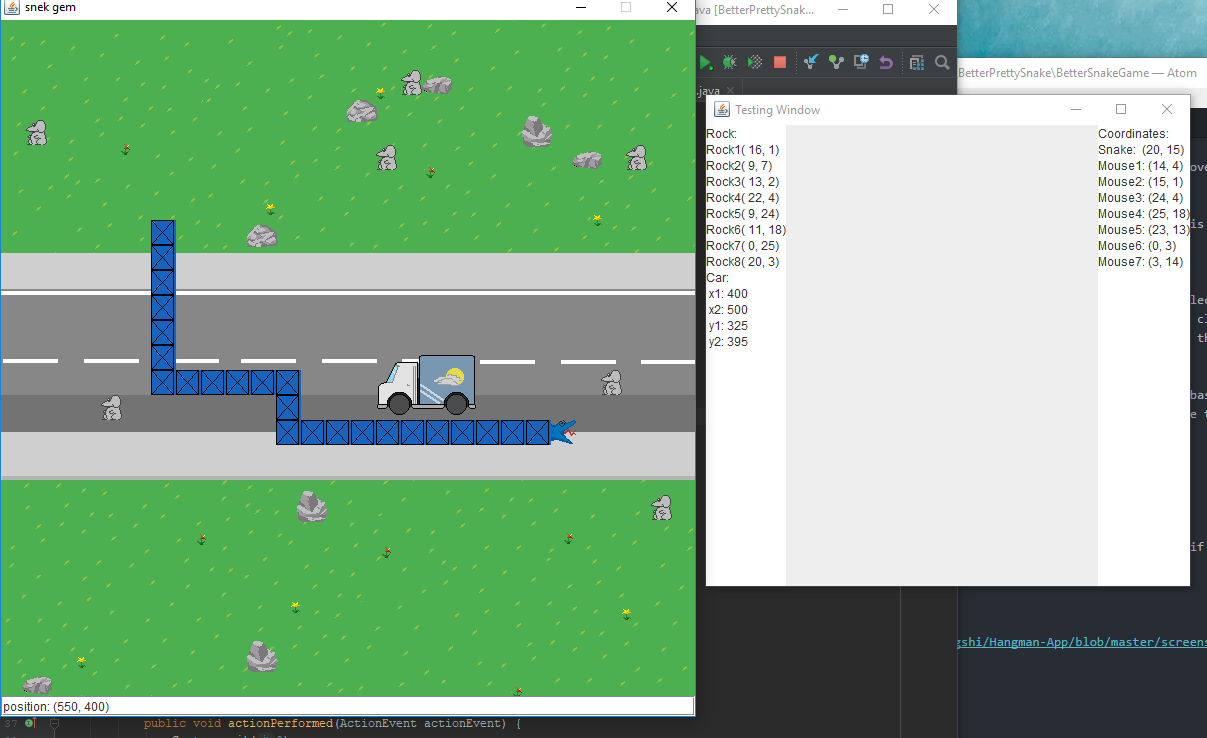 snek gem
ava [BetterPrettySnak...
.java
BetterPrettySnake\BetterSnakeGame — Atom
Testing Window
Rock:
Rock1( 16, 1)
Rock2( 9, 7)
Rock3( 13, 2)
Rock4( 22, 4)
Rock5( 9, 24)
Rock6( 11, 18)
Rock7( 0, 25)
Rock8( 20, 3)
Car:
x1: 400
x2: 500
y1: 325
y2: 395
Coordinates:
Snake: (20, 15)
Mouse1: (14, 4)
Mouse2: (15, 1)
Mouse3: (24, 4)
Mouse4: (25, 18)
Mouse5: (23, 13)
Mouse6: (0, 3)
Mouse7: (3, 14)
ove
is
lec
cl
th
bas
e t
if
gshi/Hangman-App/blob/master/screens
position: (550, 400)
37
public void actionPerformed(ActionEvent actionEvent) {